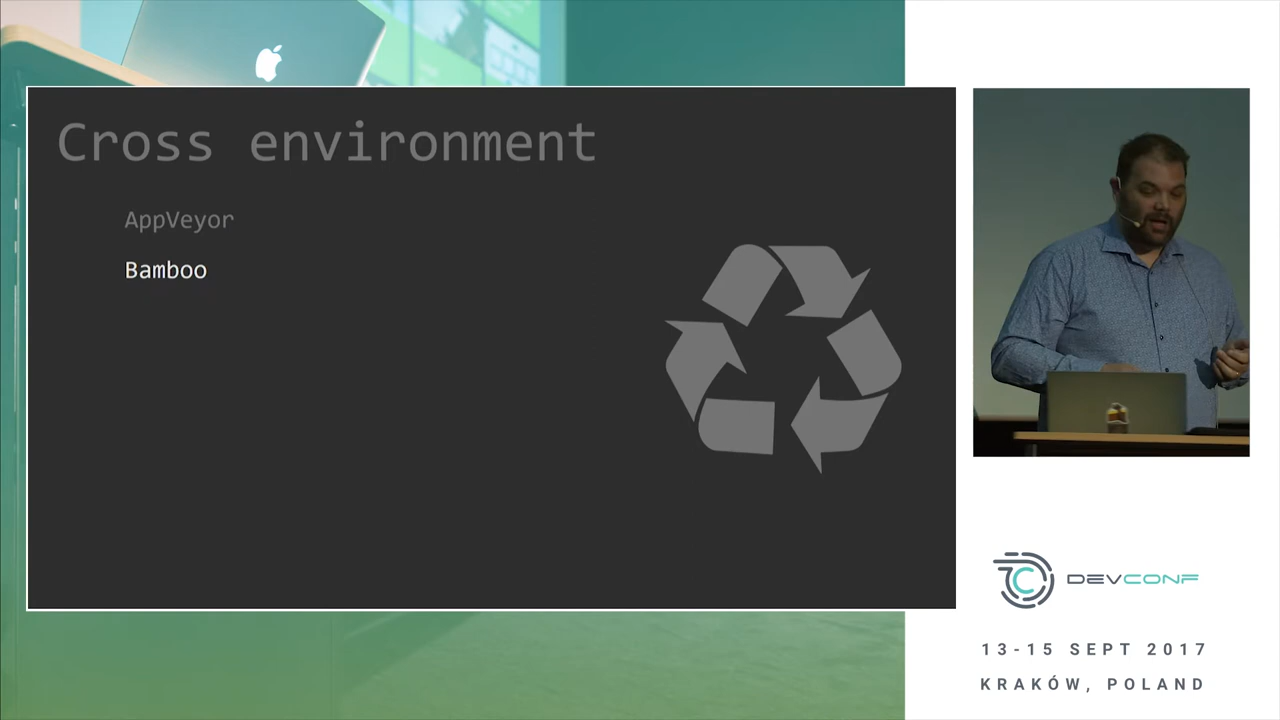 Cross environment
AppVeyor
Bamboo
DEVCONF
13-15 SEPT 2017
KRAKÓW, POLAND